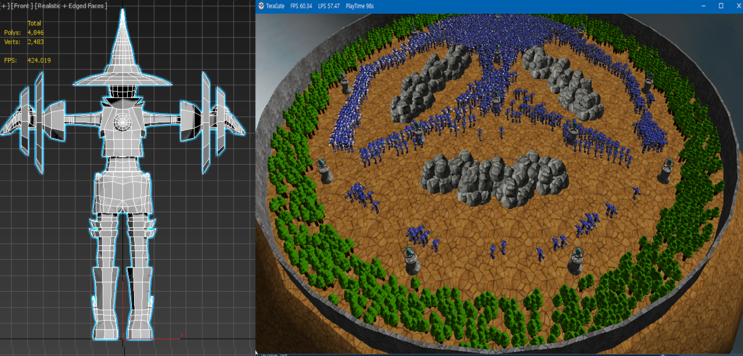 + ] [Front ] [Realistic + Edged Faces ]
Total
Polys: 4,846
Verts: 2,483
FPS: 424.019
TeraGate FPS 60.34 LPS 57.47 PlayTime 98s